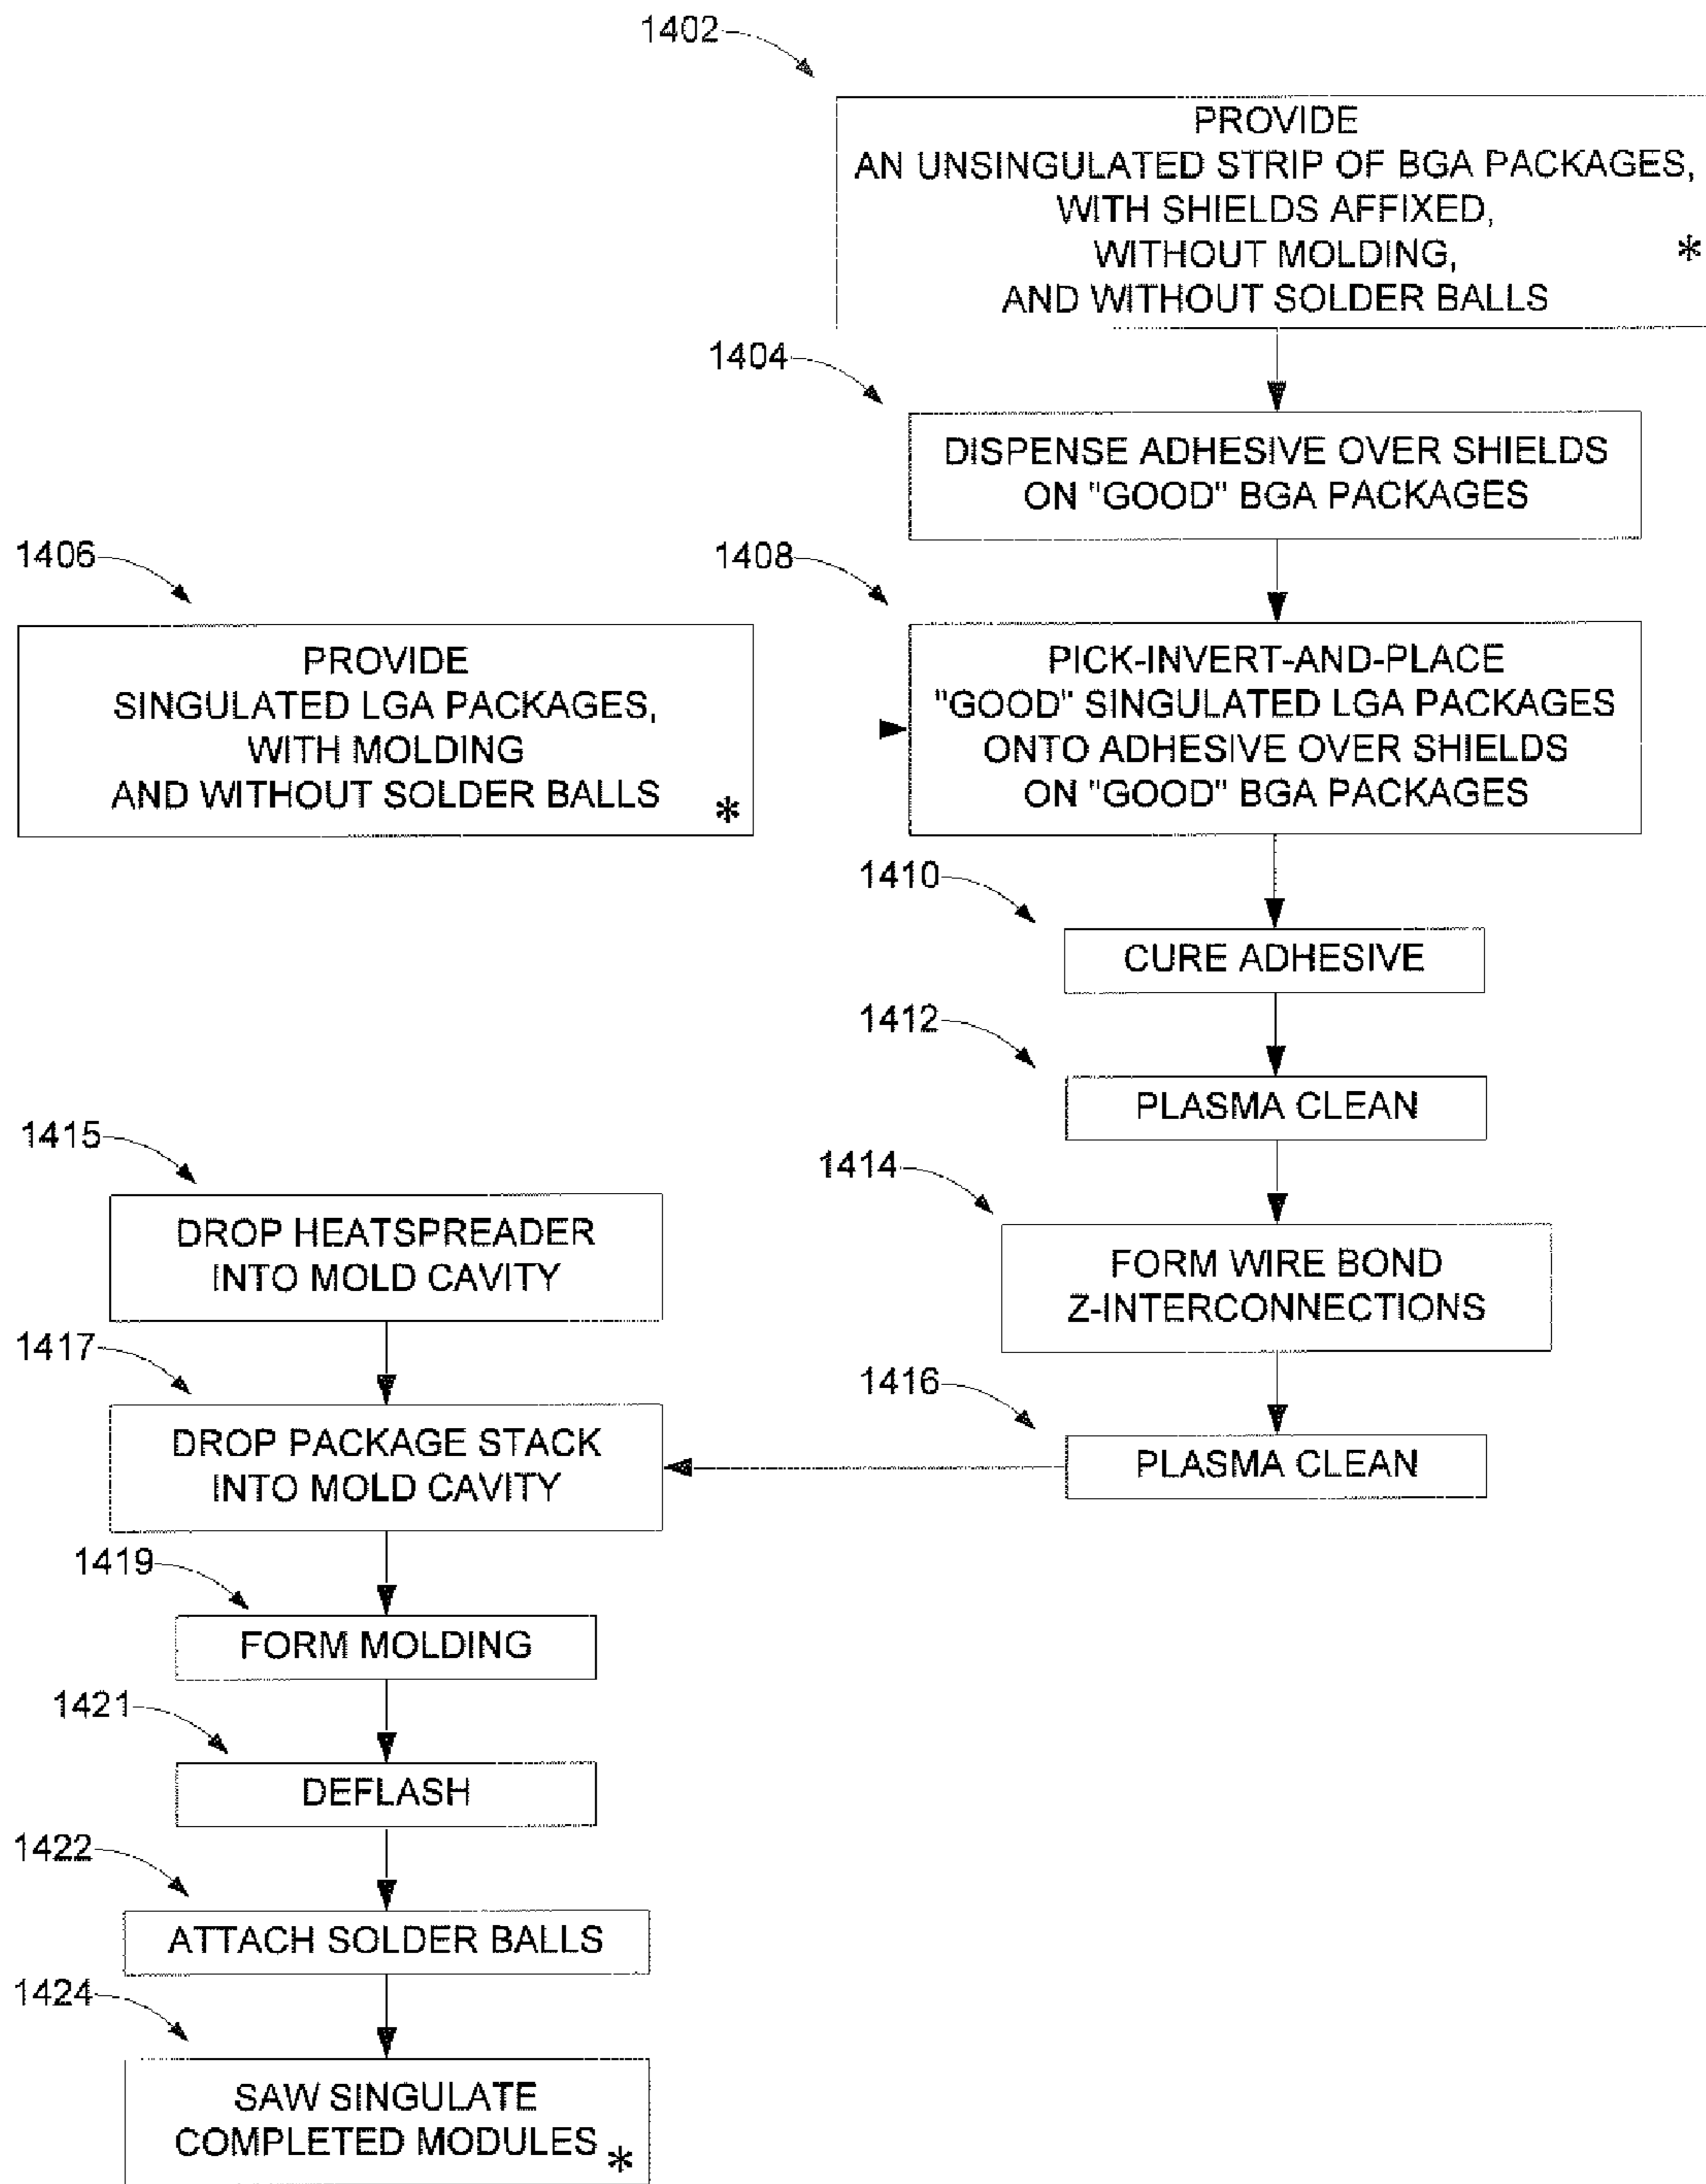 1402
PROVIDE
AN UNSINGULATED STRIP OF BGA PACKAGES,
WITH SHIELDS AFFIXED,
WITHOUT MOLDING, *
AND WITHOUT SOLDER BALLS
1404
DISPENSE ADHESIVE OVER SHIELDS
ON "GOOD" BGA PACKAGES
1406
PROVIDE
SINGULATED LGA PACKAGES,
WITH MOLDING
AND WITHOUT SOLDER BALLS *
1408
PICK-INVERT-AND-PLACE
"GOOD" SINGULATED LGA PACKAGES
ONTO ADHESIVE OVER SHIELDS
ON "GOOD" BGA PACKAGES
1410
CURE ADHESIVE
1412
PLASMA CLEAN
1414
FORM WIRE BOND
Z-INTERCONNECTIONS
1416
PLASMA CLEAN
1415
DROP HEATSPREADER
INTO MOLD CAVITY
1417
DROP PACKAGE STACK
INTO MOLD CAVITY
1419
FORM MOLDING
1421
DEFLASH
1422
ATTACH SOLDER BALLS
1424
SAW SINGULATE
COMPLETED MODULES *